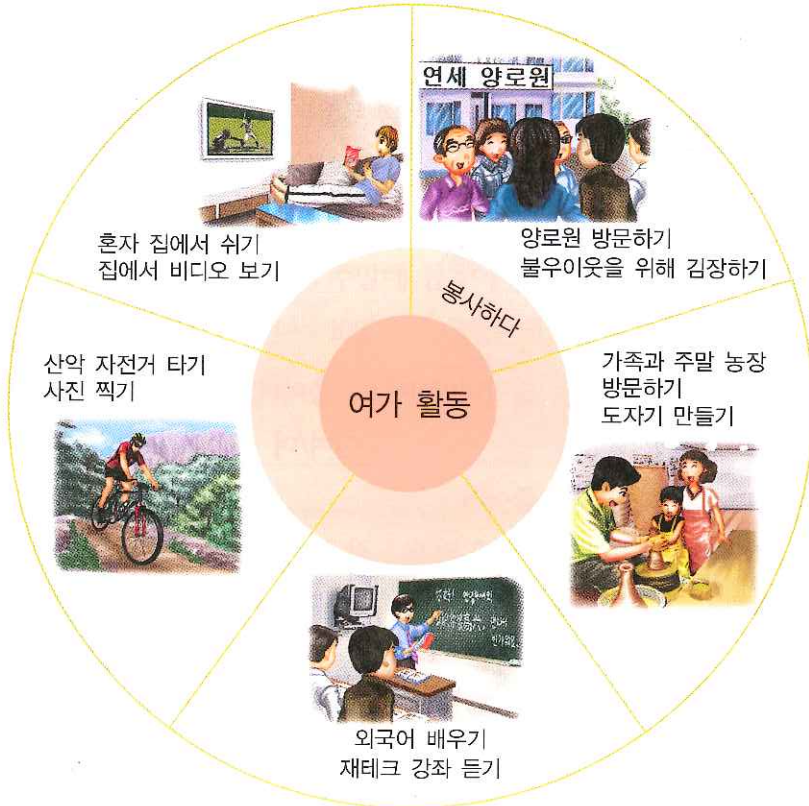 연세 양로원
양로원 방문하기
불우이웃을 위해 김장하기
봉사하다
가족과 주말 농장
방문하기
도자기 만들기
외국어 배우기
재테크 강좌 듣기
산악 자전거 타기
사진 찍기
혼자 집에서 쉬기
집에서 비디오 보기
여가 활동